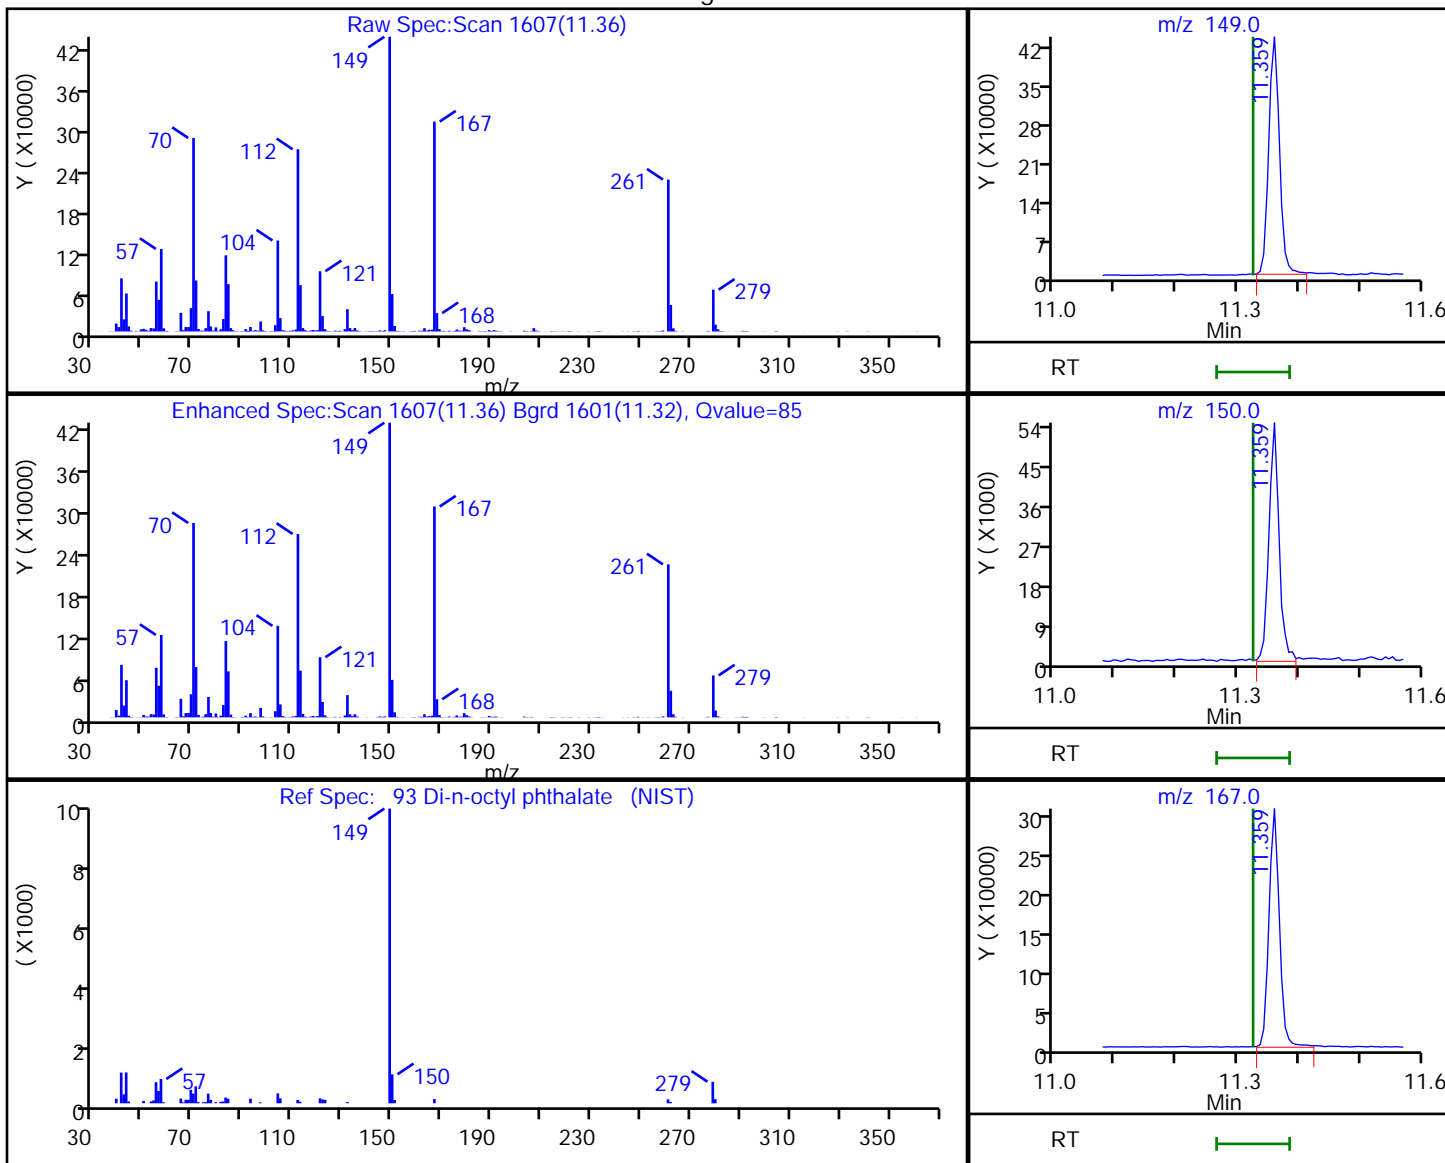 Raw Spec:Scan 1607(11.36)
Y ( X10000)
42
36
30
24
18
12
6
0
149
167
70
112
261
57
104
121
279
168
30 70 110 150 190 230 270 310 350
m/z
m/z 149.0
Y ( X10000)
42
35
28
21
14
7
0
11.359
11.0 11.3 11.6
Min
RT
Enhanced Spec:Scan 1607(11.36) Bgrd 1601(11.32), Qvalue=85
Y ( X10000)
42
36
30
24
18
12
6
0
149
167
70
112
261
57
104
121
279
168
30 70 110 150 190 230 270 310 350
m/z
m/z 150.0
Y ( X1000)
54
45
36
27
18
9
0
11.359
11.0 11.3 11.6
Min
RT
Ref Spec: 93 Di-n-octyl phthalate (NIST)
( X1000)
10
8
6
4
2
0
149
57
150
279
30 70 110 150 190 230 270 310 350
m/z 167.0
Y ( X10000)
30
25
20
15
10
5
0
11.359
11.0 11.3 11.6
Min
RT